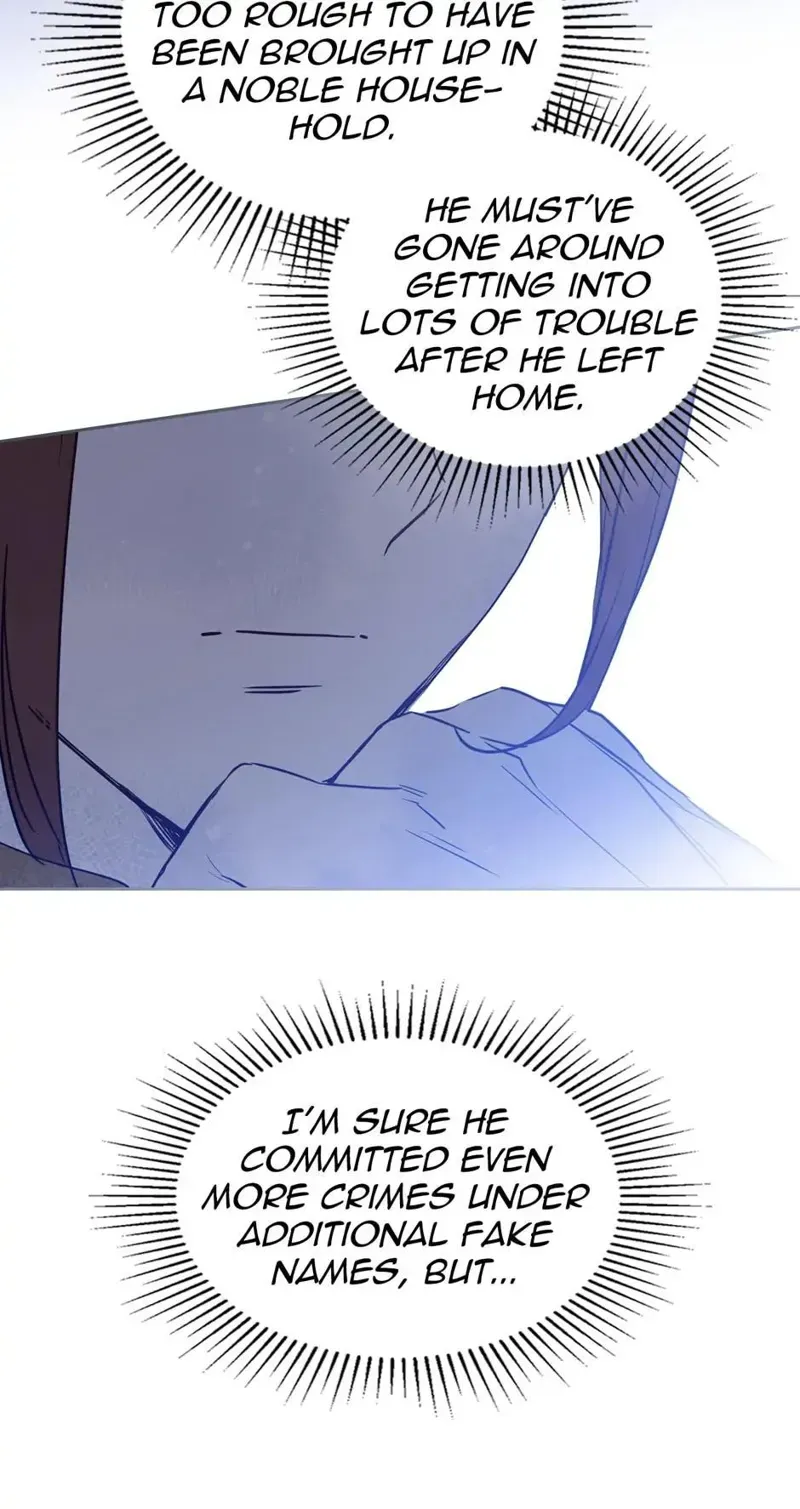 TOO ROUGH TO HAVE
BEEN BROUGHT UP IN
A NOBLE HOUSE-
HOLD.
HE MUST'VE
GONE AROUND
GETTING INTO
LOTS OF TROUBLE
AFTER HE LEFT
HOME.
I'M SURE HE
COMMITTED EVEN
MORE CRIMES UNDER
ADDITIONAL FAKE
NAMES, BUT...